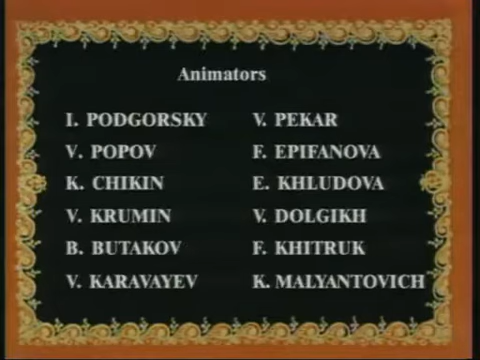 Animators
I. PODGORSKY V. PEKAR
V. POPOV F. EPIFANOVA
K. CHIKIN E. KHLUDOVA
V. KRUMIN V. DOLGIKH
B. BUTAKOV F. KHITRUK
V. KARAVAYEV K. MALYANTOVICH